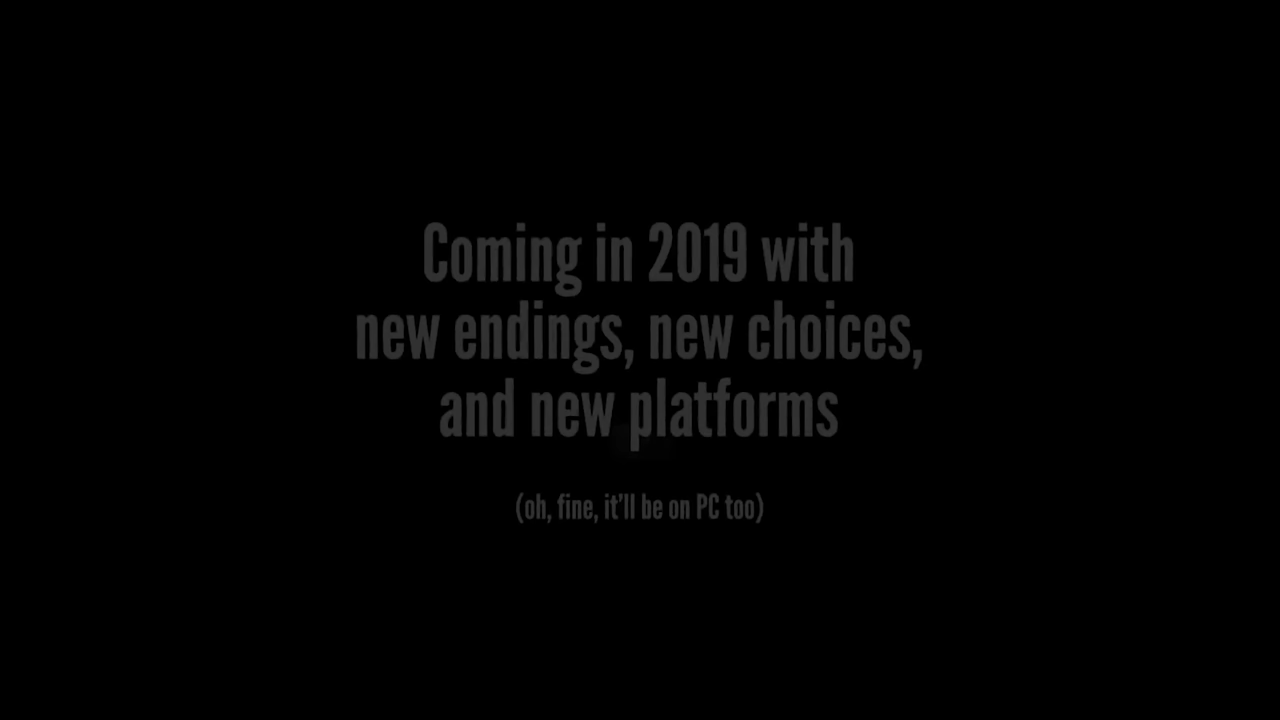 Coming in 2019 with
new endings, new choices,
and new platforms
(oh, fine, it'll be on PC too)